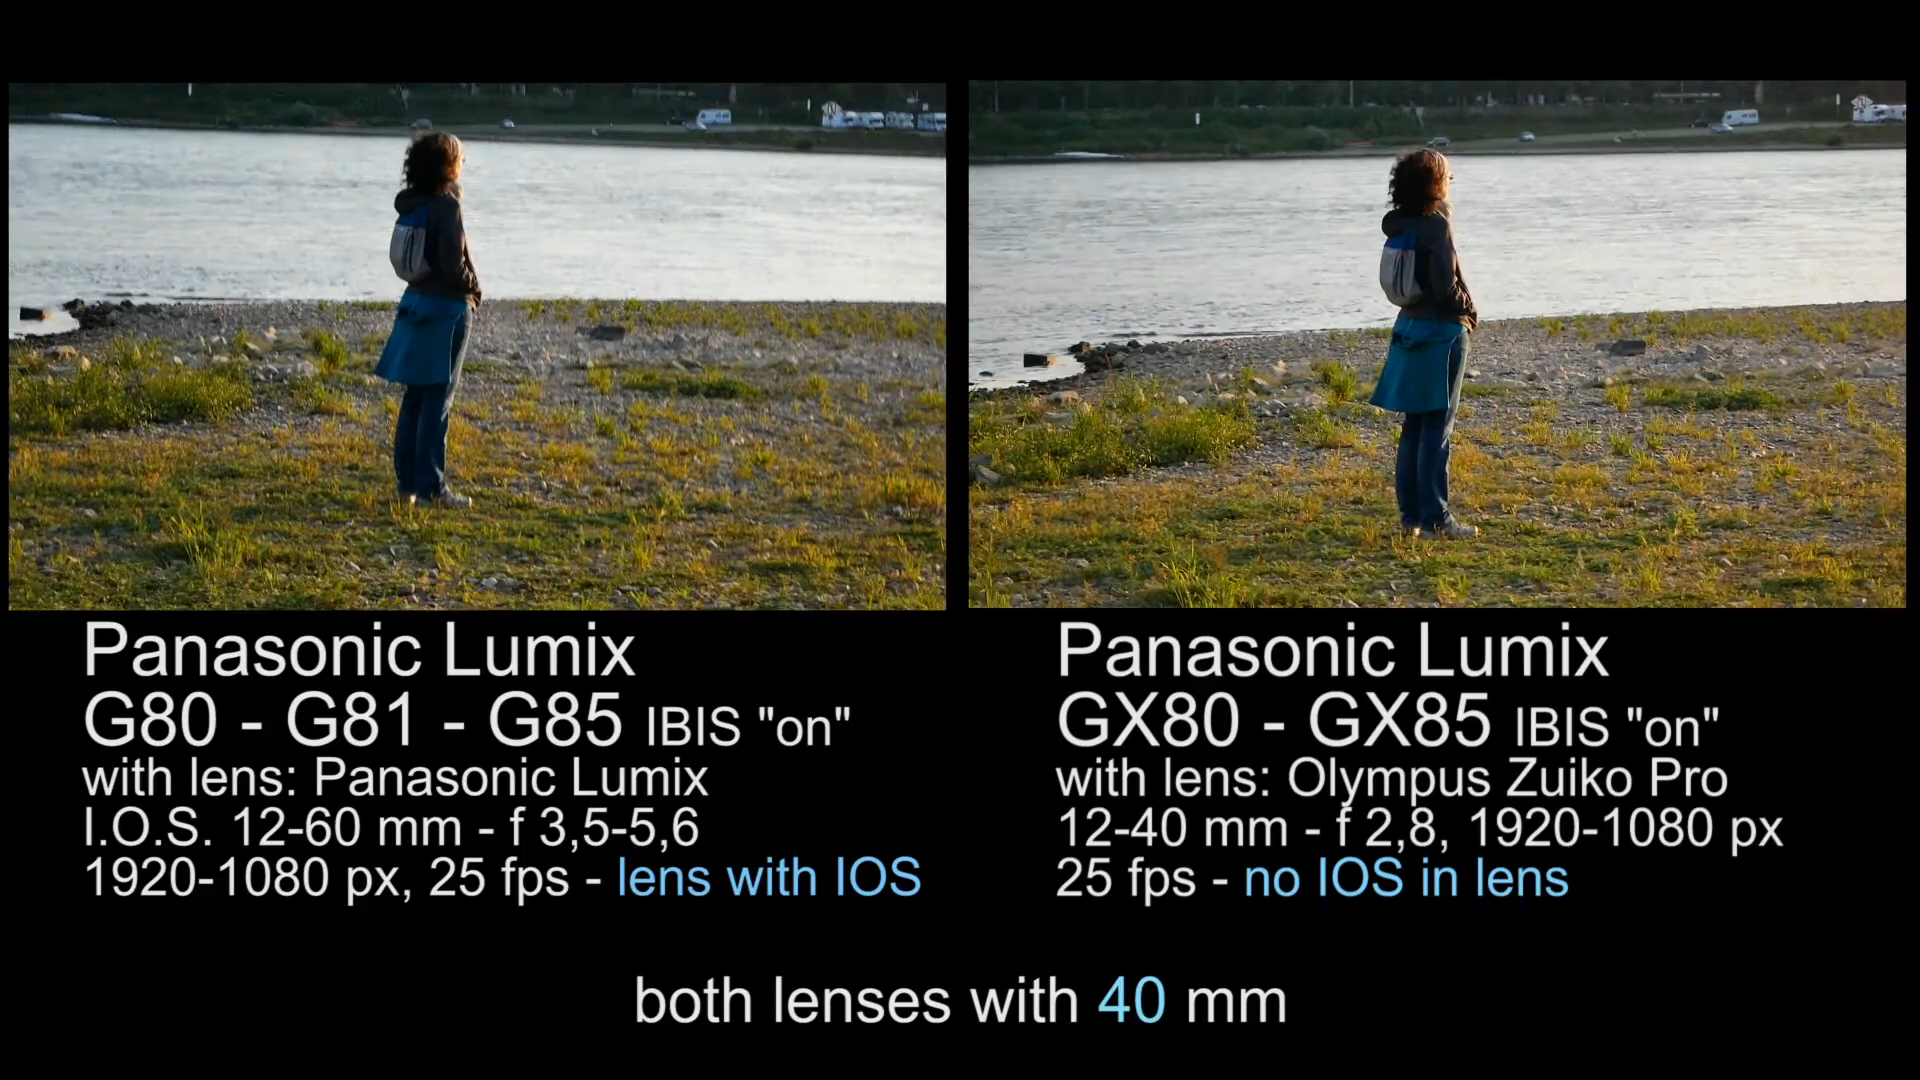 Panasonic Lumix
G80 - G81 - G85 IBIS "on"
with lens: Panasonic Lumix
I.O.S. 12-60 mm - f 3,5-5,6
1920-1080 px, 25 fps - lens with IOS
Panasonic Lumix
GX80 - GX85 IBIS "on"
with lens: Olympus Zuiko Pro
12-40 mm - f 2,8, 1920-1080 px
25 fps - no IOS in lens
both lenses with 40 mm